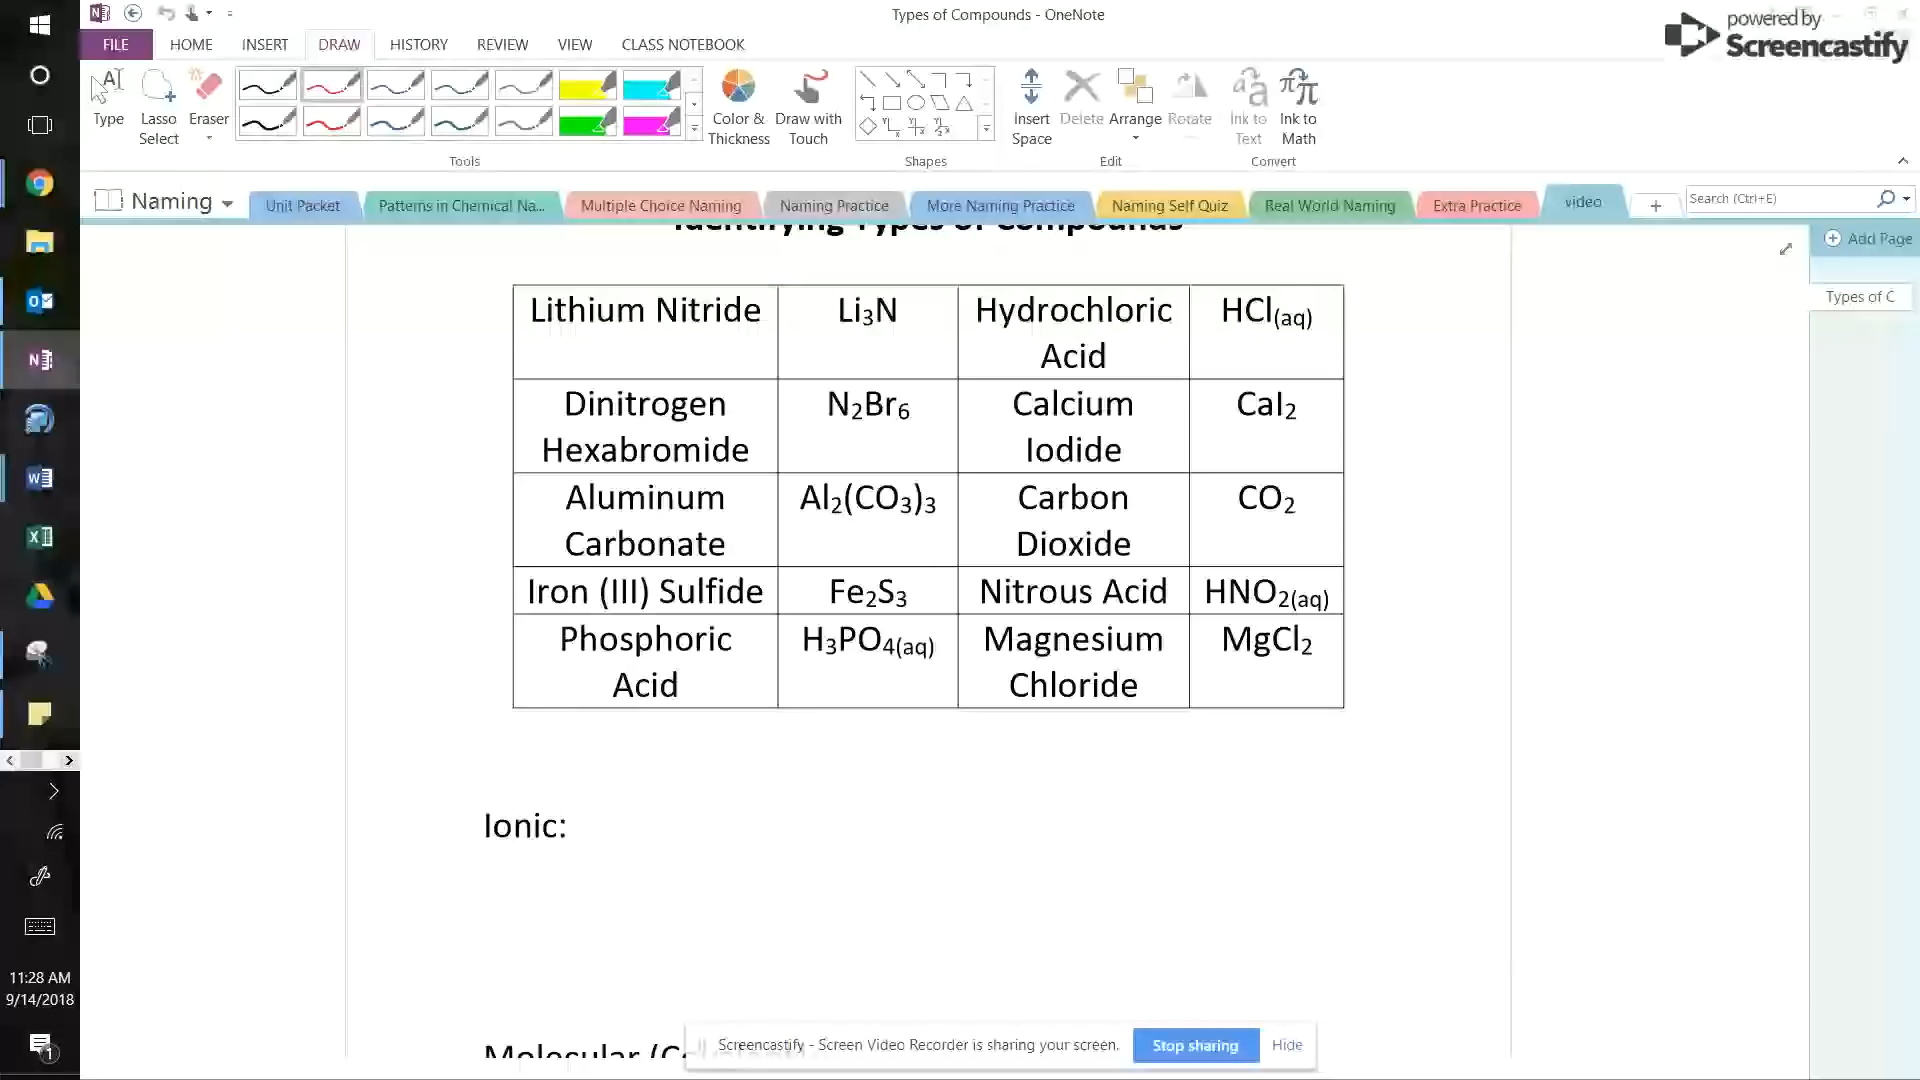 Types of Compounds - OneNote
powered by
Screencastify
FILE HOME INSERT DRAW HISTORY REVIEW VIEW CLASS NOTEBOOK
Type
Lasso Select
Eraser
Color & Thickness
Draw with Touch
Insert Space
Delete
Arrange
Rotate
Ink to Text
Ink to Math
Tools
Shapes
Edit
Convert
Naming
Unit Packet
Patterns in Chemical Na...
Multiple Choice Naming
Naming Practice
More Naming Practice
Naming Self Quiz
Real World Naming
Extra Practice
video
Search (Ctrl+E)
Add Page
Types of C
Identifying Types of Compounds
Lithium Nitride Li₃N Hydrochloric Acid HCl(aq)
Dinitrogen Hexabromide N₂Br₆ Calcium Iodide CaI₂
Aluminum Carbonate Al₂(CO₃)₃ Carbon Dioxide CO₂
Iron (III) Sulfide Fe₂S₃ Nitrous Acid HNO₂(aq)
Phosphoric Acid H₃PO₄(aq) Magnesium Chloride MgCl₂
Ionic:
Molecular
Screencastify - Screen Video Recorder is sharing your screen. Stop sharing Hide
11:28 AM
9/14/2018
1